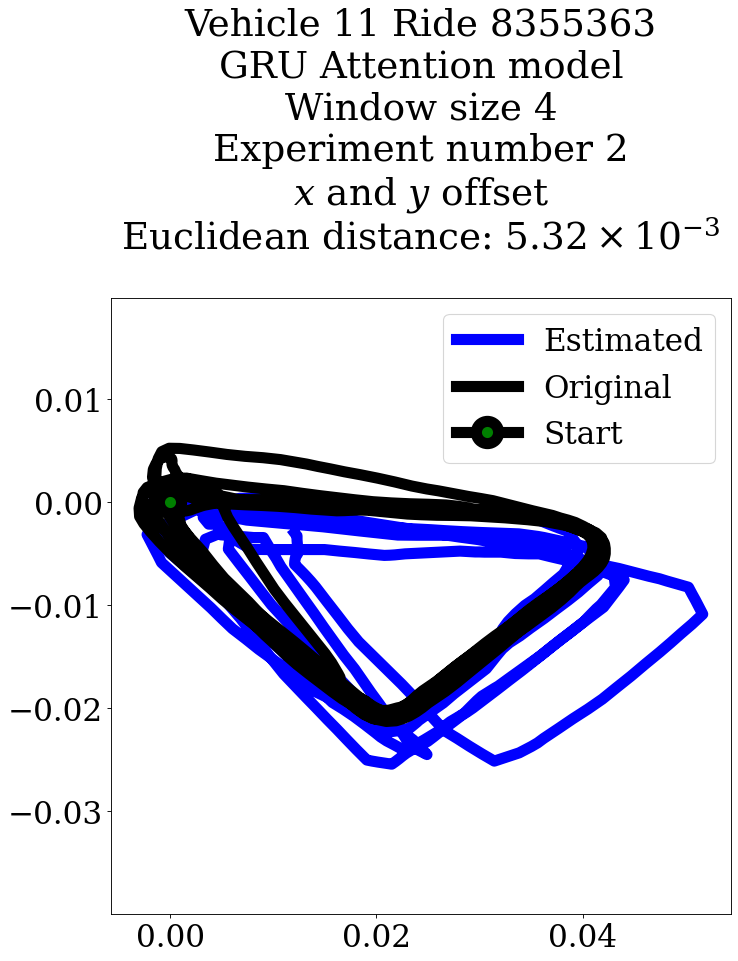 Vehicle 11 Ride 8355363
GRU Attention model
Window size 4
Experiment number 2
x and y offset
Euclidean distance: 5.32 × 10⁻³
Estimated
Original
Start
0.01
0.00
−0.01
−0.02
−0.03
0.00 0.02 0.04